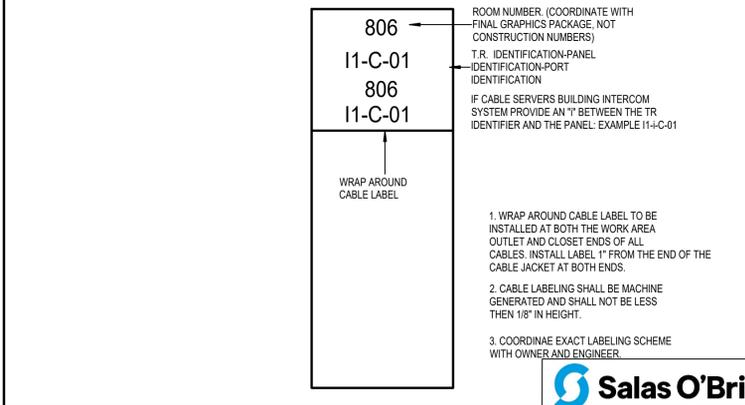 806
I1-C-01
806
I1-C-01
WRAP AROUND
CABLE LABEL
ROOM NUMBER. (COORDINATE WITH
FINAL GRAPHICS PACKAGE, NOT
CONSTRUCTION NUMBERS)
T.R. IDENTIFICATION-PANEL
IDENTIFICATION-PORT
IDENTIFICATION
IF CABLE SERVERS BUILDING INTERCOM
SYSTEM PROVIDE AN "i" BETWEEN THE TR
IDENTIFIER AND THE PANEL: EXAMPLE I1-i-C-01
1. WRAP AROUND CABLE LABEL TO BE
INSTALLED AT BOTH THE WORK AREA
OUTLET AND CLOSET ENDS OF ALL
CABLES. INSTALL LABEL 1" FROM THE END OF THE
CABLE JACKET AT BOTH ENDS.
2. CABLE LABELING SHALL BE MACHINE
GENERATED AND SHALL NOT BE LESS
THEN 1/8" IN HEIGHT.
3. COORDINAE EXACT LABELING SCHEME
WITH OWNER AND ENGINEER.
Salas O'Bri